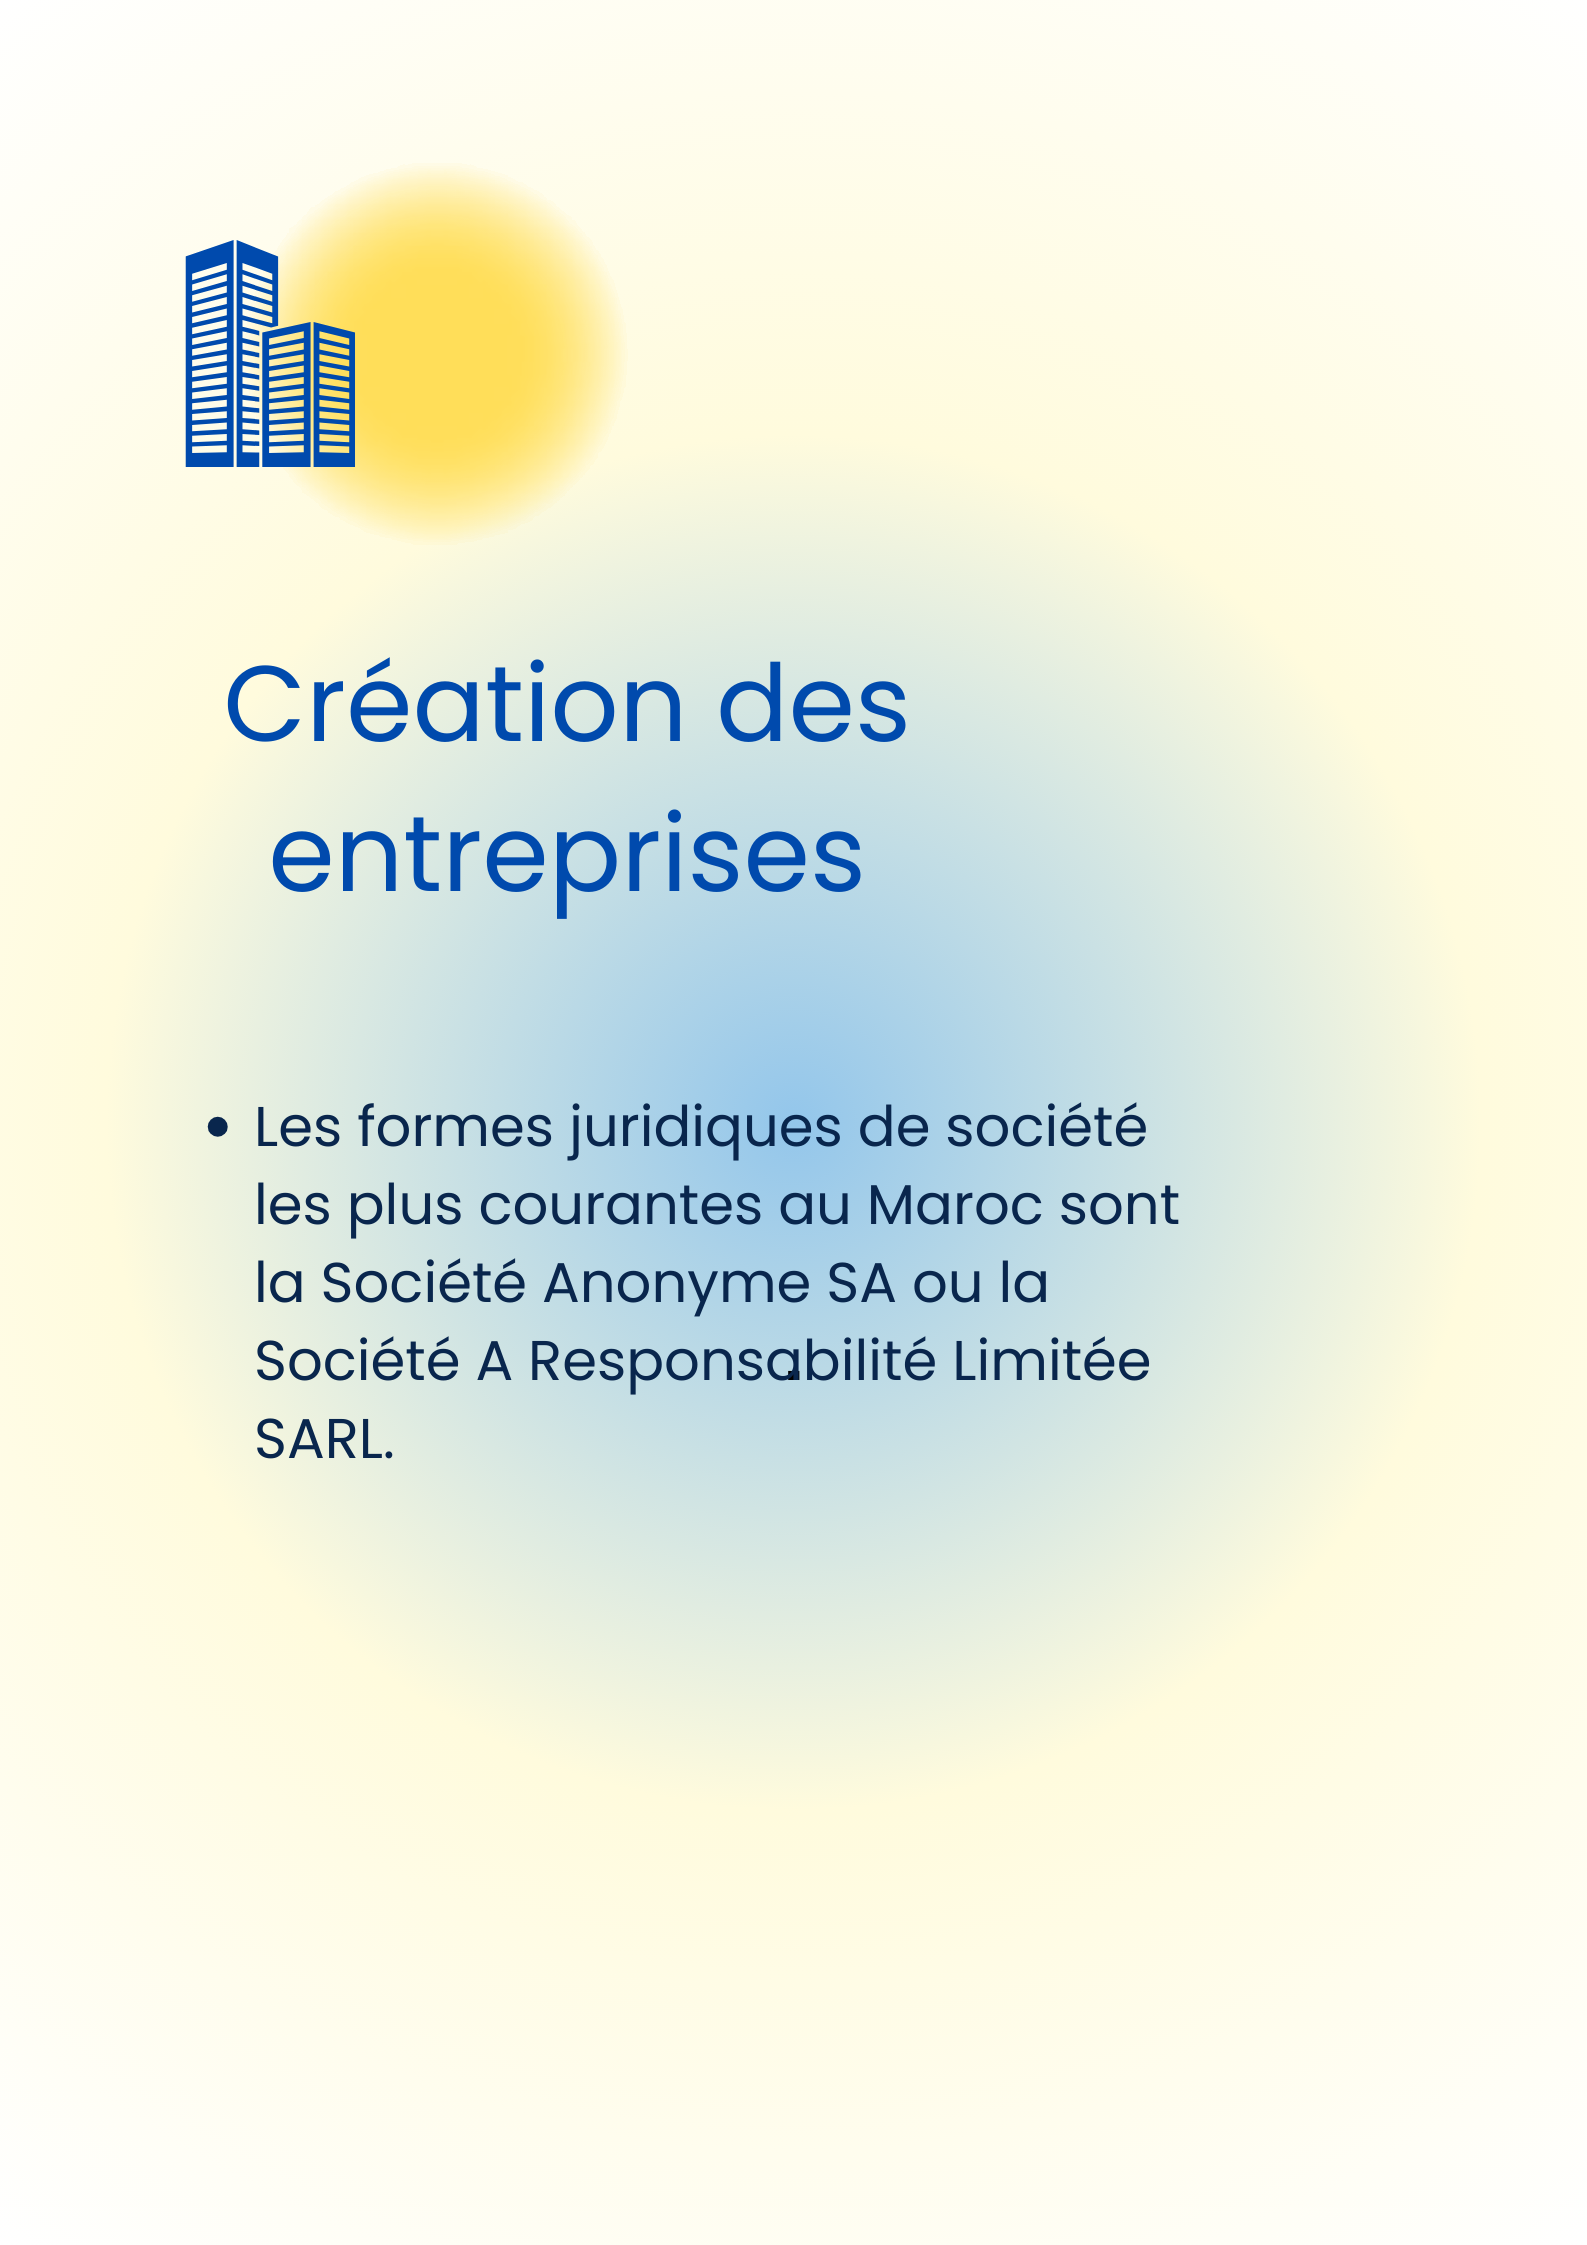 Création des
entreprises
• Les formes juridiques de société
les plus courantes au Maroc sont
la Société Anonyme SA ou la
Société A Responsabilité Limitée
SARL.